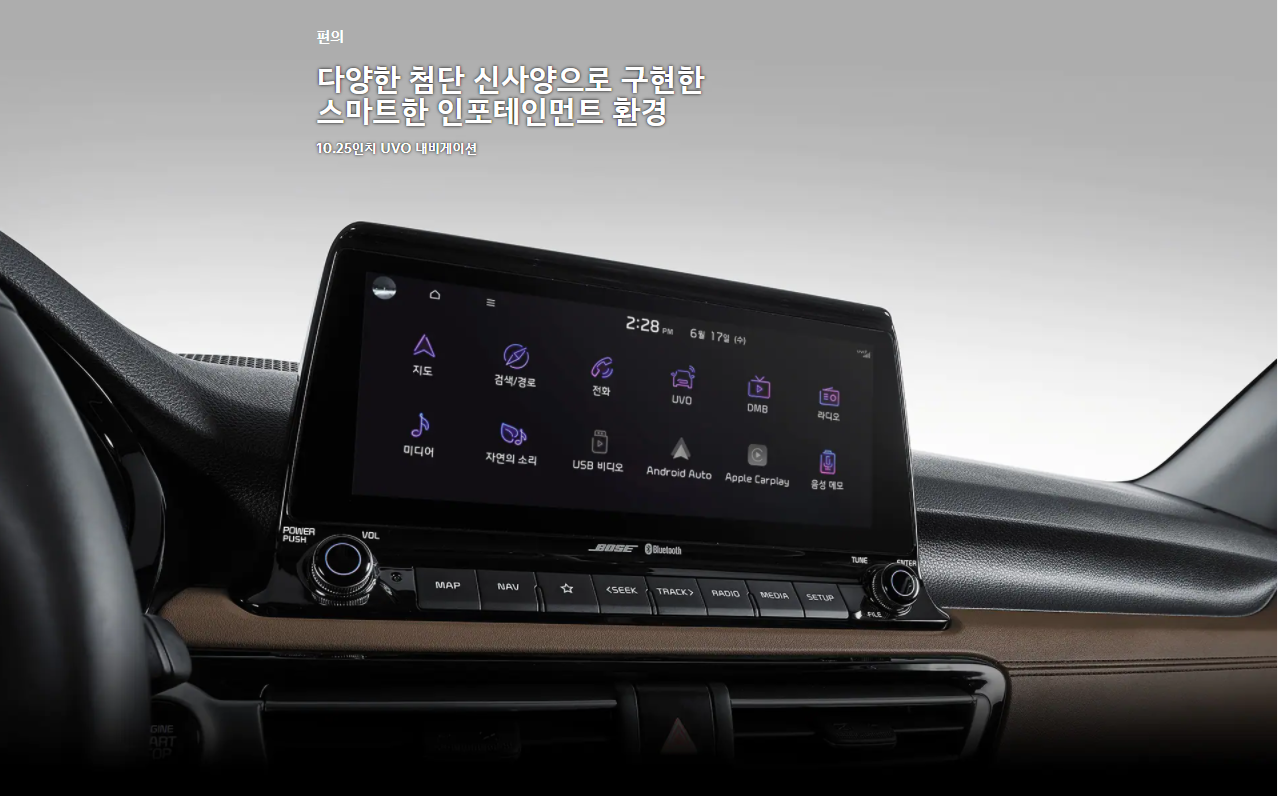 편의
다양한 첨단 신사양으로 구현한
스마트한 인포테인먼트 환경
10.25인치 UVO 내비게이션
2:28 PM 6월 17일 (수)
지도 검색/경로 전화 UVO DMB 라디오
미디어 자연의 소리 USB 비디오 Android Auto Apple Carplay 음성 메모
POWER
PUSH
VOL
BOSE Bluetooth
TUNE
ENTER
MAP NAV ☆ <SEEK TRACK> RADIO MEDIA SETUP
FILE